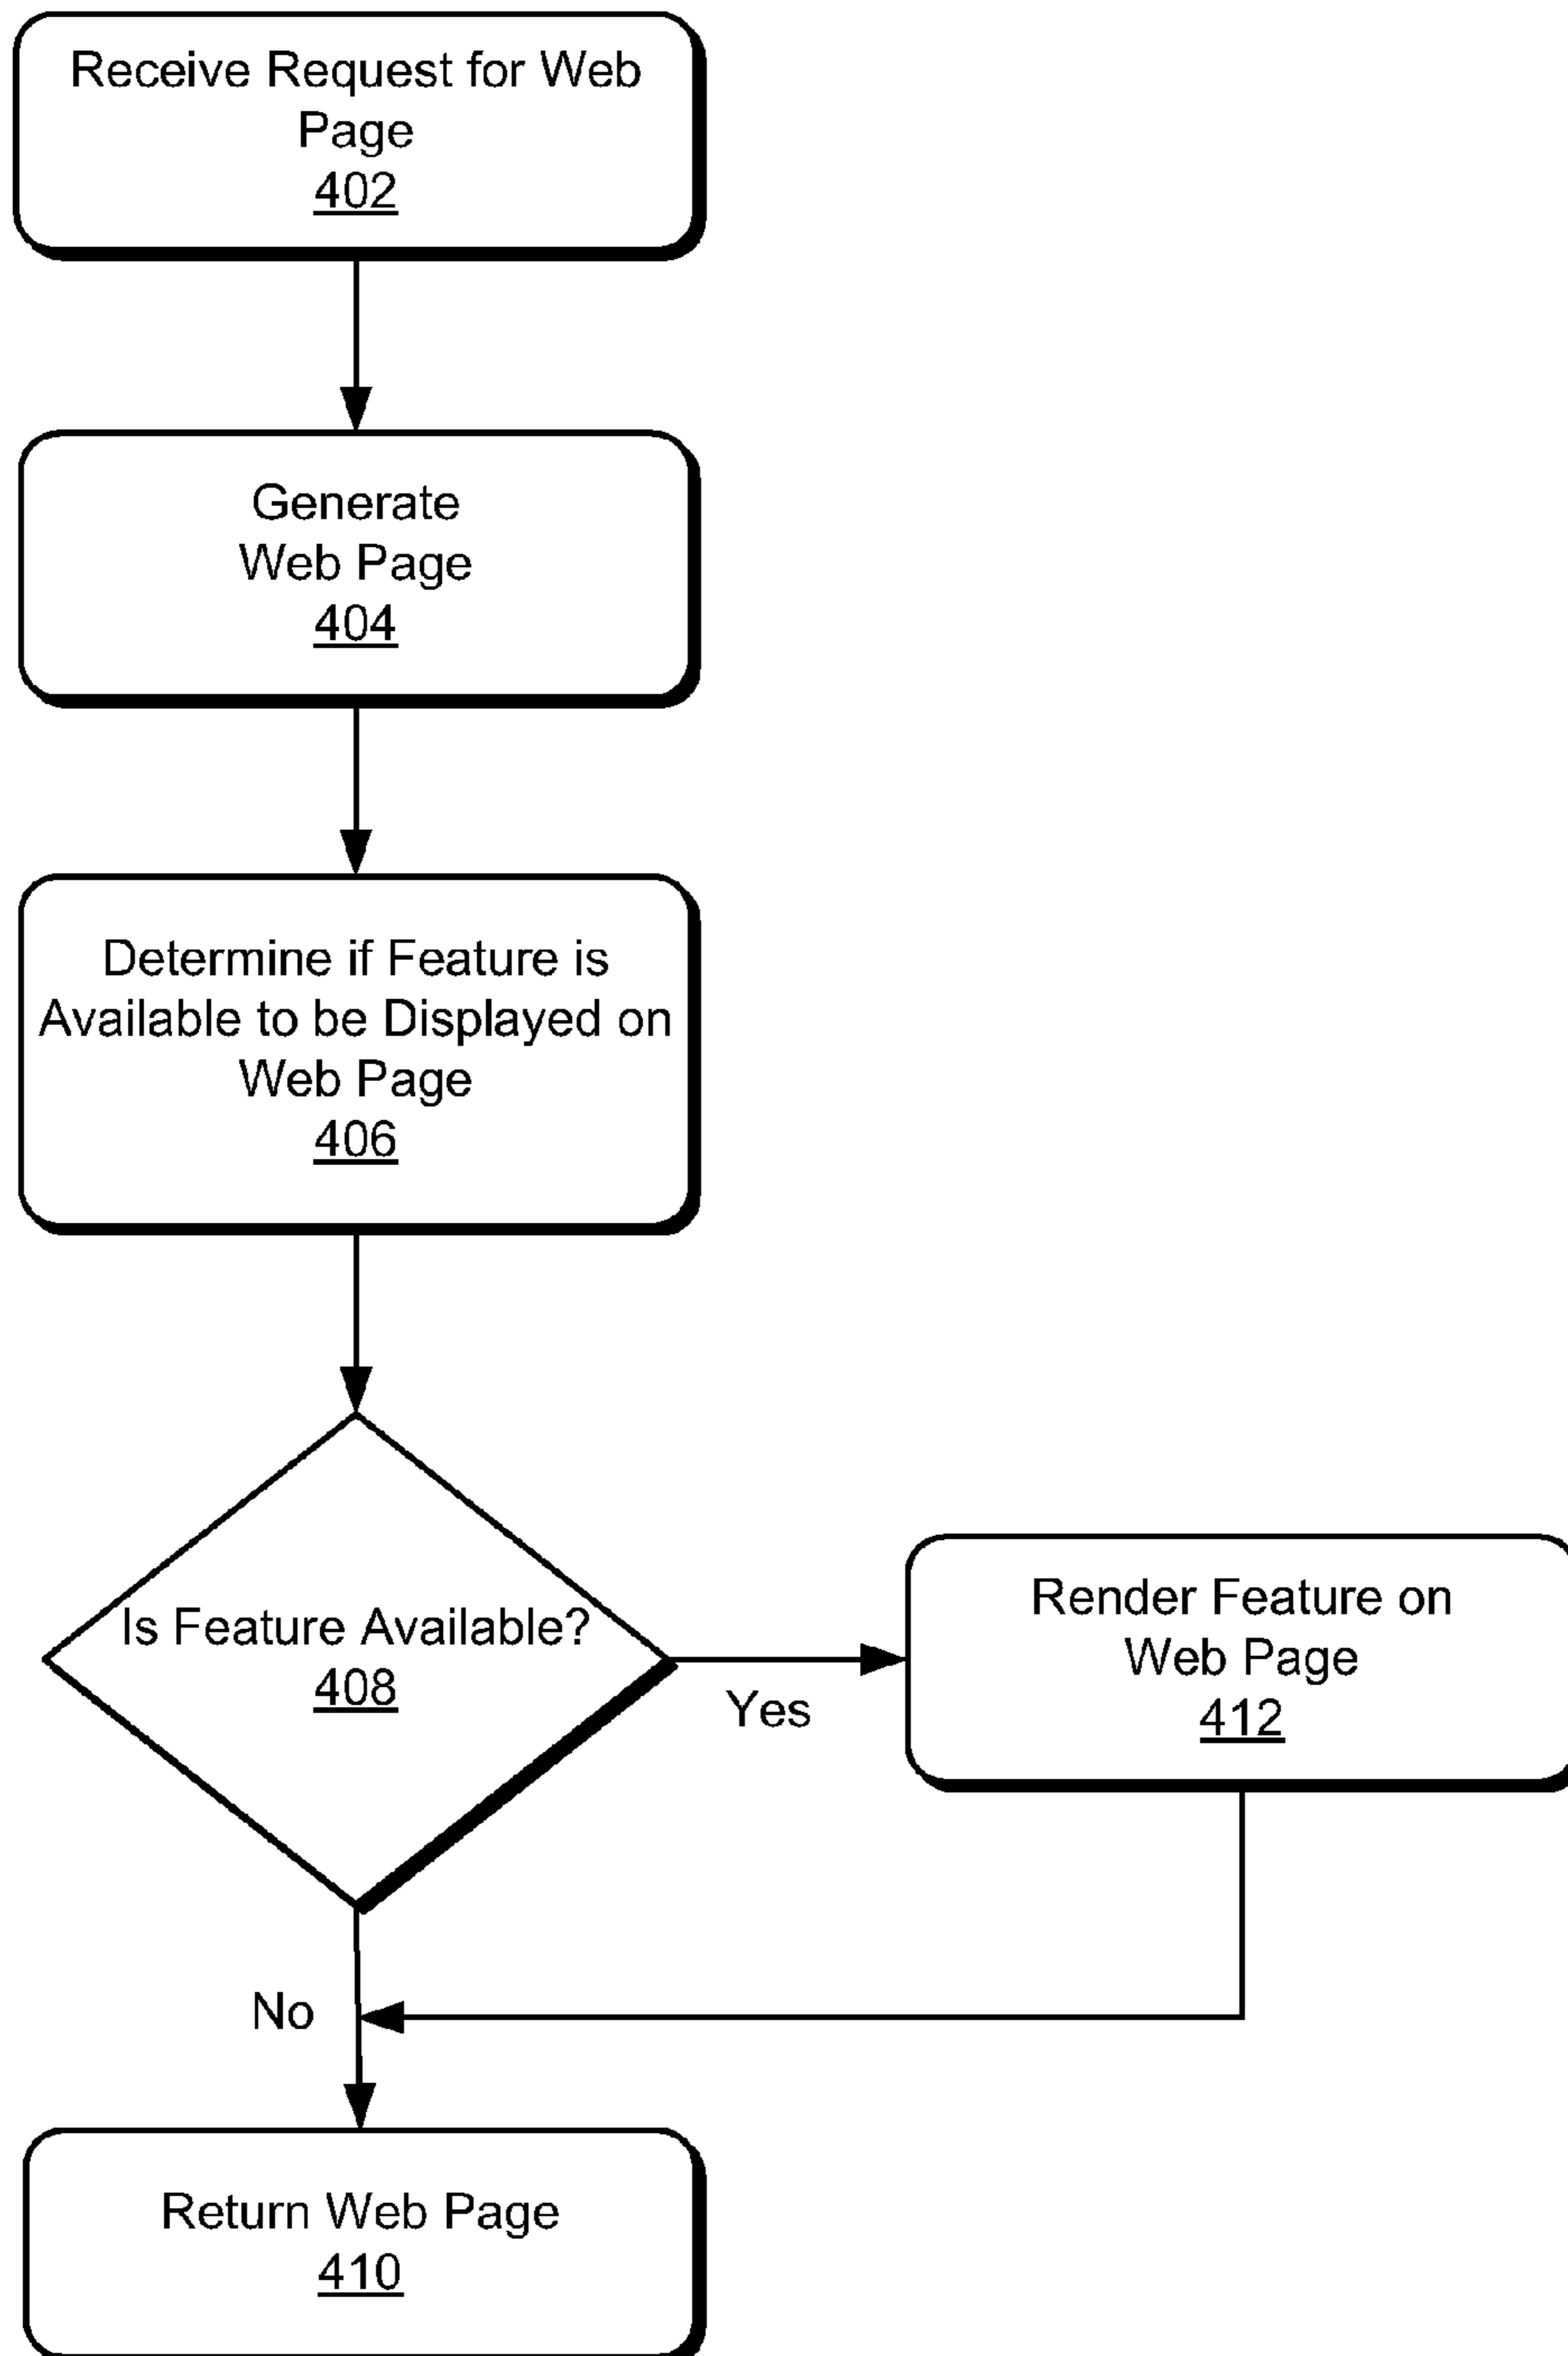 Receive Request for Web
Page
402
Generate
Web Page
404
Determine if Feature is
Available to be Displayed on
Web Page
406
Is Feature Available?
408
Yes
Render Feature on
Web Page
412
No
Return Web Page
410